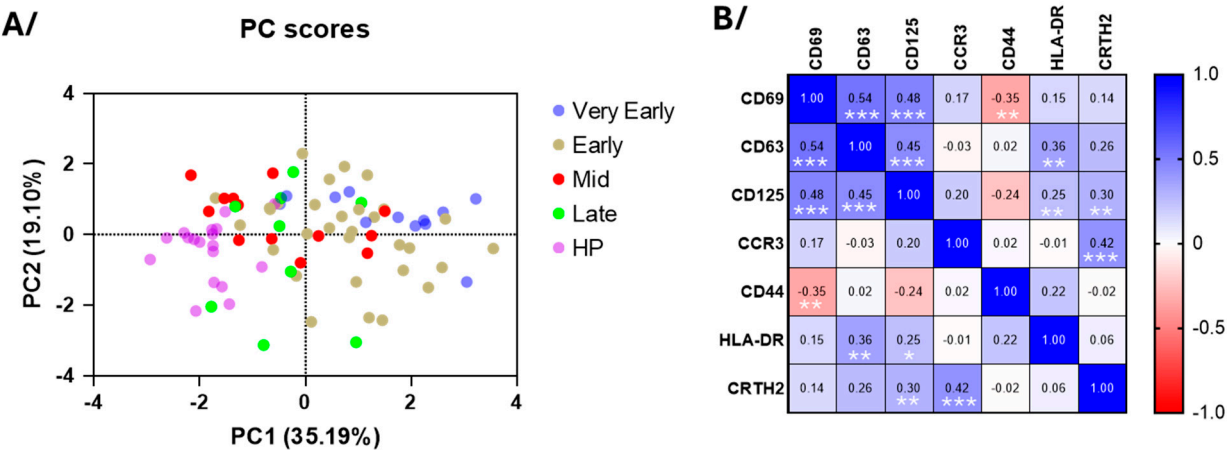 A/
PC scores
4
2
0
-2
-4
-4
-2
0
2
4
PC2 (19.10%)
PC1 (35.19%)
Very Early
Early
Mid
Late
HP
B/
CD69 CD63 CD125 CCR3 CD44 HLA-DR CRTH2
CD69 1.00 0.54 0.48 0.17 -0.35 0.15 0.14
*** *** **
CD63 0.54 1.00 0.45 -0.03 0.02 0.36 0.26
*** *** **
CD125 0.48 0.45 1.00 0.20 -0.24 0.25 0.30
*** *** ** **
CCR3 0.17 -0.03 0.20 1.00 0.02 -0.01 0.42
***
CD44 -0.35 0.02 -0.24 0.02 1.00 0.22 -0.02
**
HLA-DR 0.15 0.36 0.25 -0.01 0.22 1.00 0.06
** *
CRTH2 0.14 0.26 0.30 0.42 -0.02 0.06 1.00
** ***
1.0
0.5
0
-0.5
-1.0